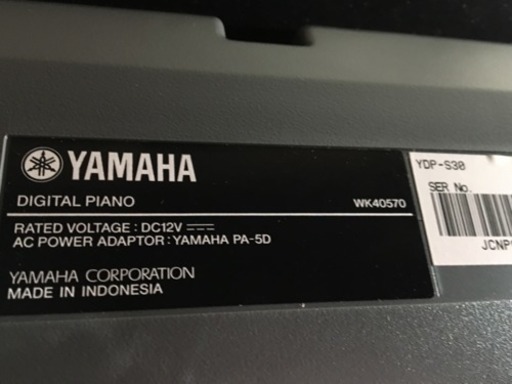 YAMAHA
DIGITAL PIANO
WK40570
RATED VOLTAGE : DC12V
AC POWER ADAPTOR : YAMAHA PA-5D
YAMAHA CORPORATION
MADE IN INDONESIA
YDP-S30
SER No.